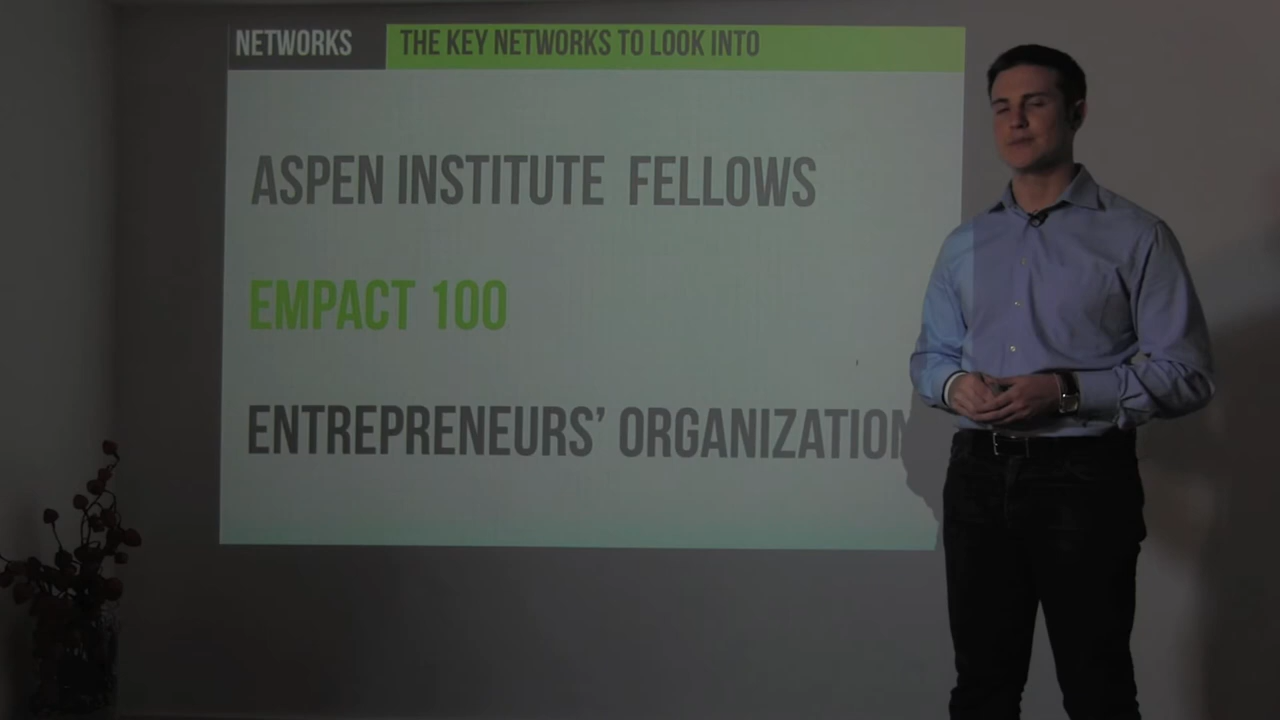 NETWORKS
THE KEY NETWORKS TO LOOK INTO
ASPEN INSTITUTE FELLOWS
EMPACT 100
ENTREPRENEURS' ORGANIZATION